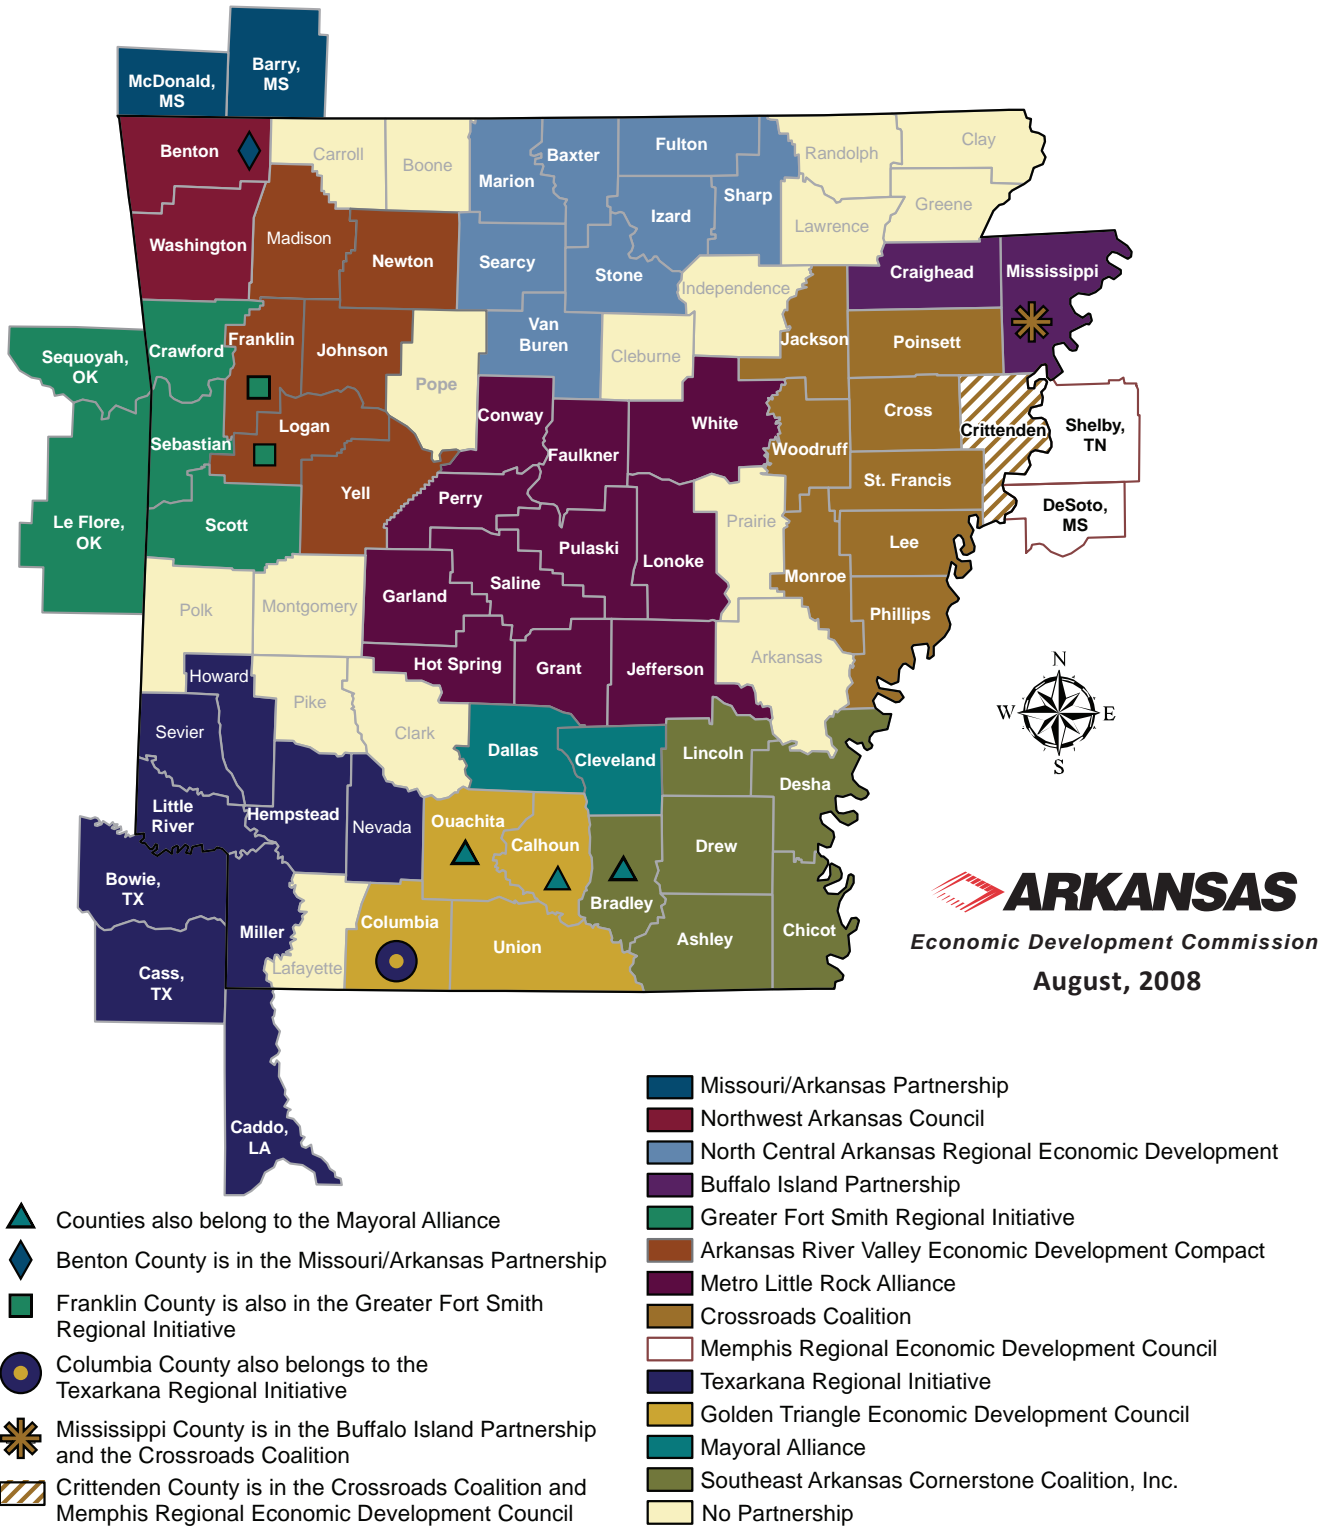 McDonald,
MS
Barry,
MS
Benton
Carroll
Boone
Marion
Baxter
Fulton
Sharp
Izard
Randolph
Clay
Greene
Lawrence
Washington
Madison
Newton
Searcy
Stone
Independence
Craighead
Mississippi
Sequoyah,
OK
Crawford
Franklin
Johnson
Pope
Van
Buren
Cleburne
Jackson
Poinsett
Sebastian
Logan
Conway
Faulkner
White
Woodruff
Cross
Crittenden
Shelby,
TN
St. Francis
DeSoto,
MS
Le Flore,
OK
Scott
Yell
Perry
Pulaski
Lonoke
Prairie
Lee
Monroe
Phillips
Polk
Montgomery
Garland
Saline
Hot Spring
Grant
Jefferson
Arkansas
Howard
Pike
Clark
Sevier
Dallas
Cleveland
Lincoln
Desha
Little
River
Hempstead
Nevada
Ouachita
Calhoun
Bradley
Drew
Bowie,
TX
Miller
Lafayette
Columbia
Union
Ashley
Chicot
Cass,
TX
Caddo,
LA
N
W
E
S
ARKANSAS
Economic Development Commission
August, 2008
Counties also belong to the Mayoral Alliance
Benton County is in the Missouri/Arkansas Partnership
Franklin County is also in the Greater Fort Smith
Regional Initiative
Columbia County also belongs to the
Texarkana Regional Initiative
Mississippi County is in the Buffalo Island Partnership
and the Crossroads Coalition
Crittenden County is in the Crossroads Coalition and
Memphis Regional Economic Development Council
Missouri/Arkansas Partnership
Northwest Arkansas Council
North Central Arkansas Regional Economic Development
Buffalo Island Partnership
Greater Fort Smith Regional Initiative
Arkansas River Valley Economic Development Compact
Metro Little Rock Alliance
Crossroads Coalition
Memphis Regional Economic Development Council
Texarkana Regional Initiative
Golden Triangle Economic Development Council
Mayoral Alliance
Southeast Arkansas Cornerstone Coalition, Inc.
No Partnership